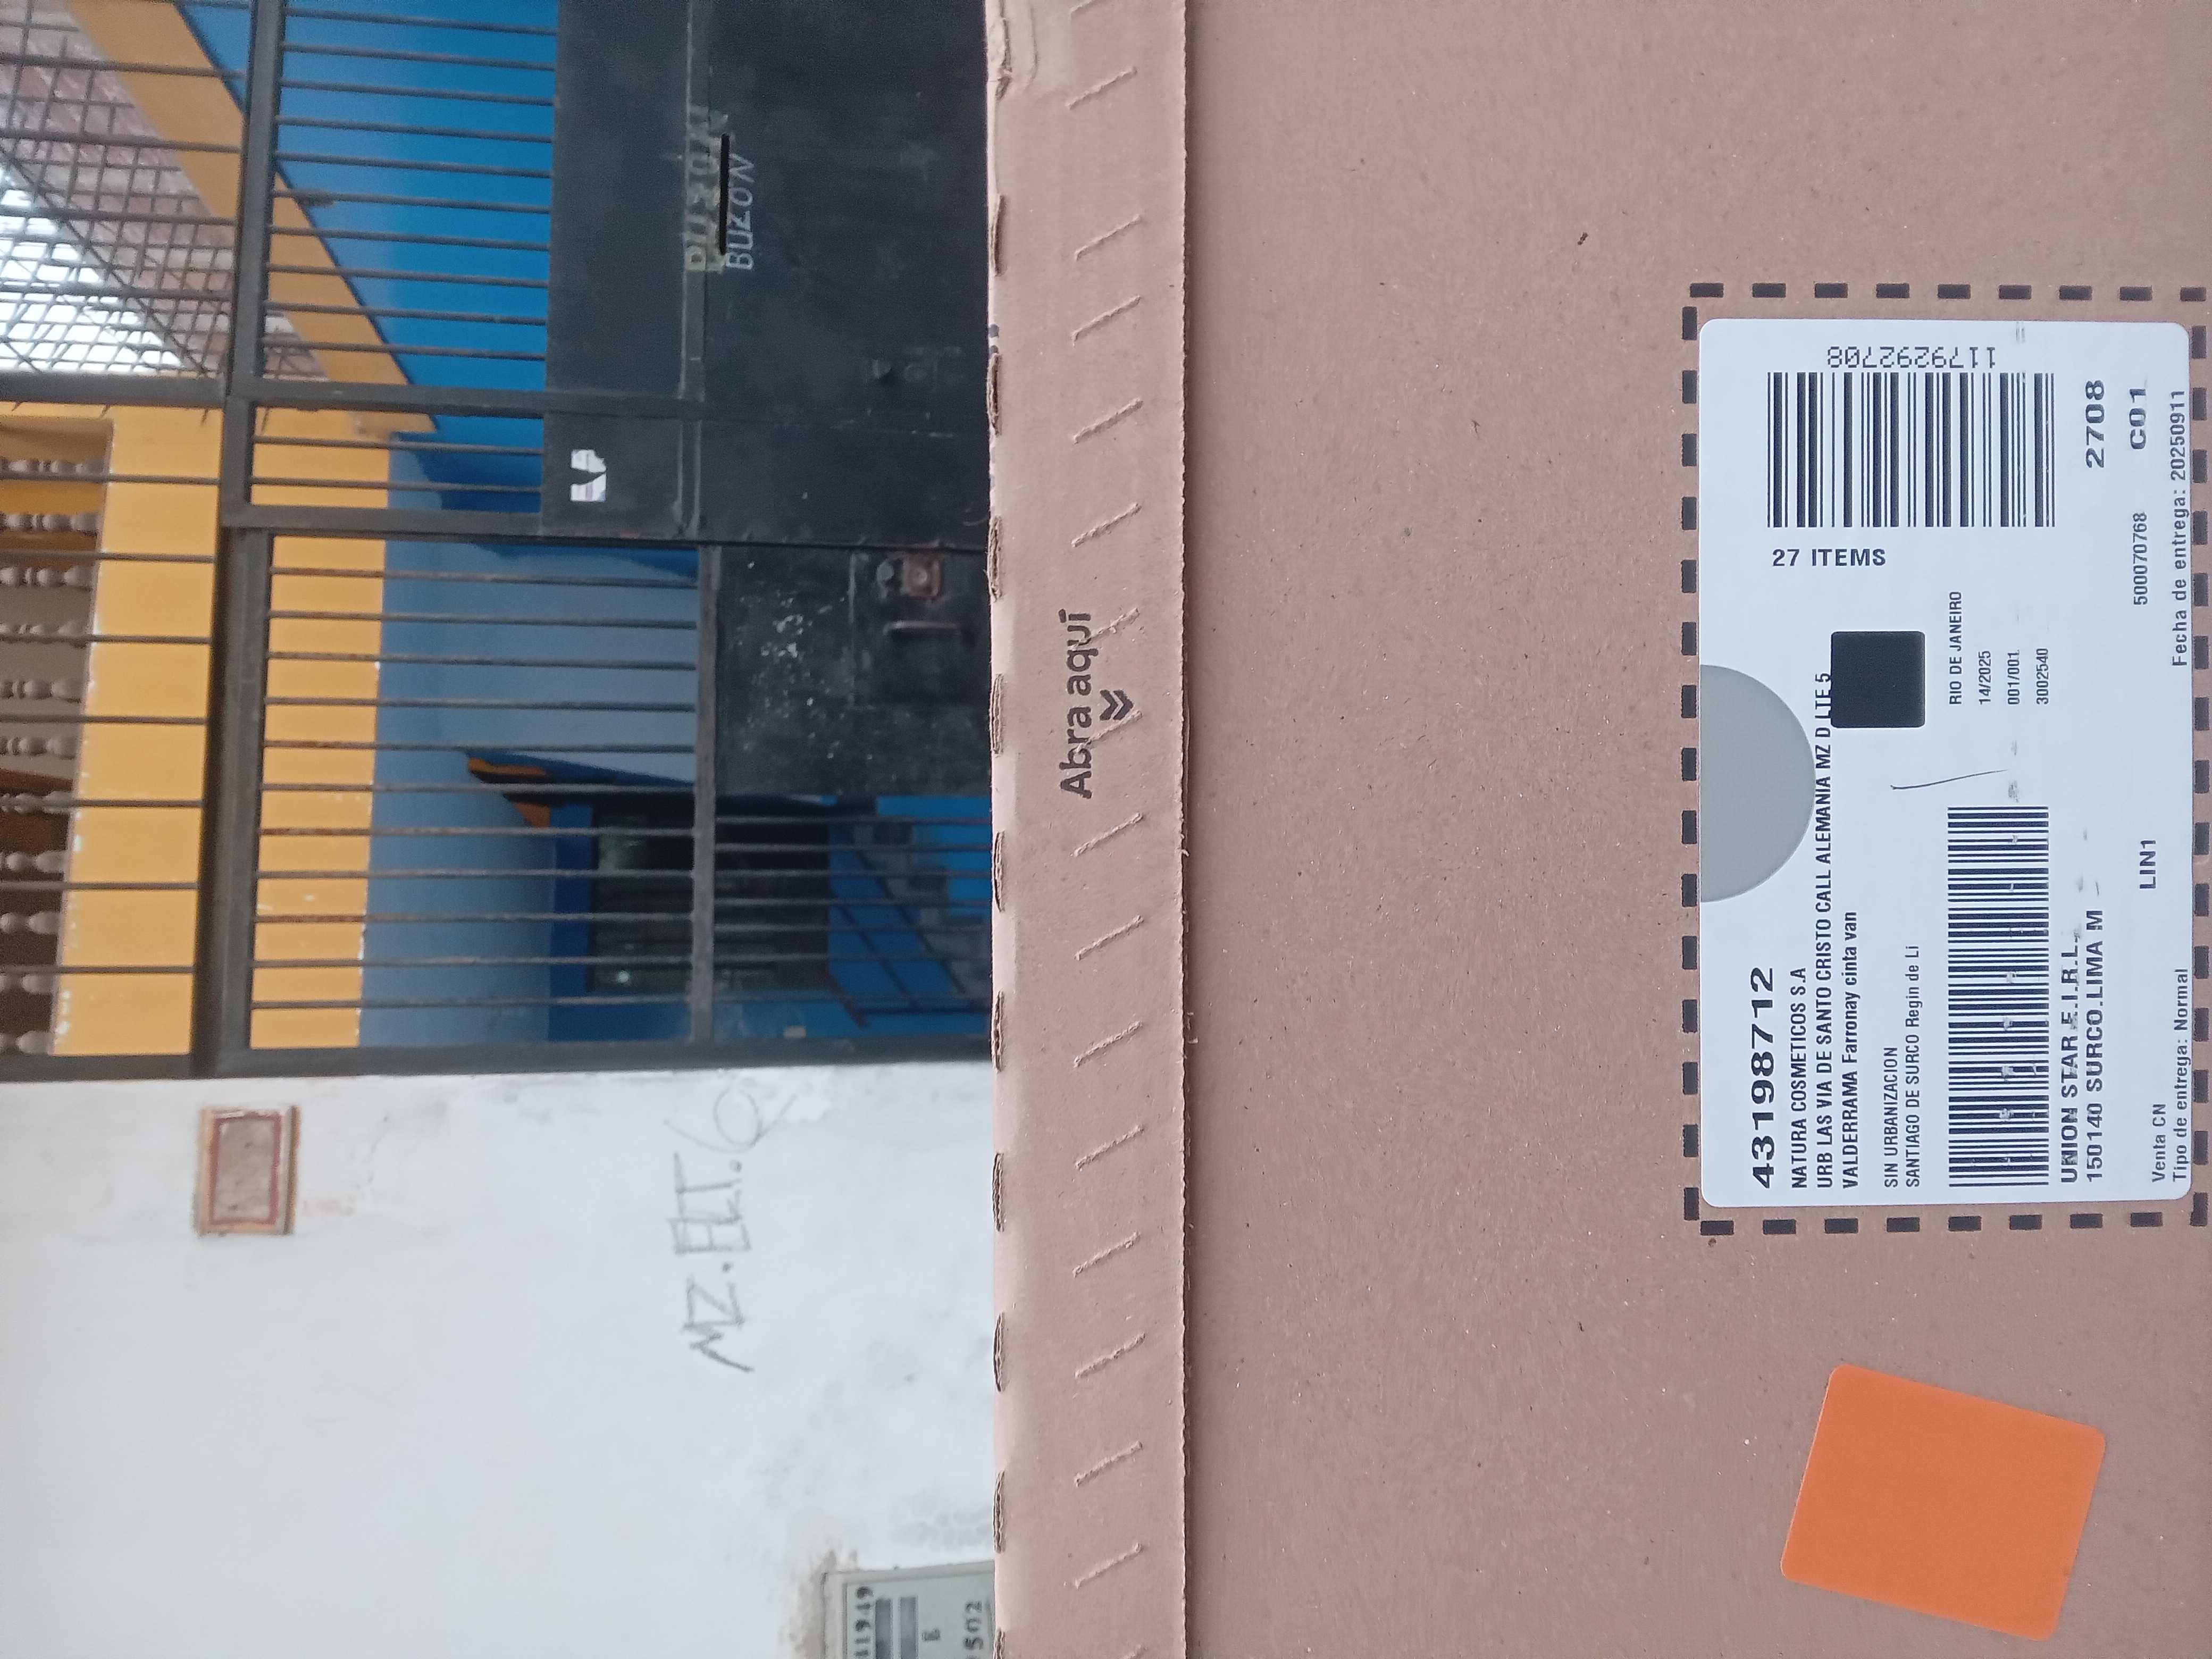 BUZON
BUZON
MZ.
LT.6
41949
502
Abra aquí
43198712
NATURA COSMETICOS S.A
URB LAS VIA DE SANTO CRISTO CALL ALEMANIA MZ D LTE 5
VALDERRAMA Farronay cinta van
SIN URBANIZACION
SANTIAGO DE SURCO Regin de Li
27 ITEMS
1179292708
RIO DE JANEIRO
14/2025
001/001
3002540
UNION STAR E.I.R.L.
150140 SURCO.LIMA M
2708
LIN1
500070768
C01
Venta CN
Tipo de entrega: Normal
Fecha de entrega: 20250911